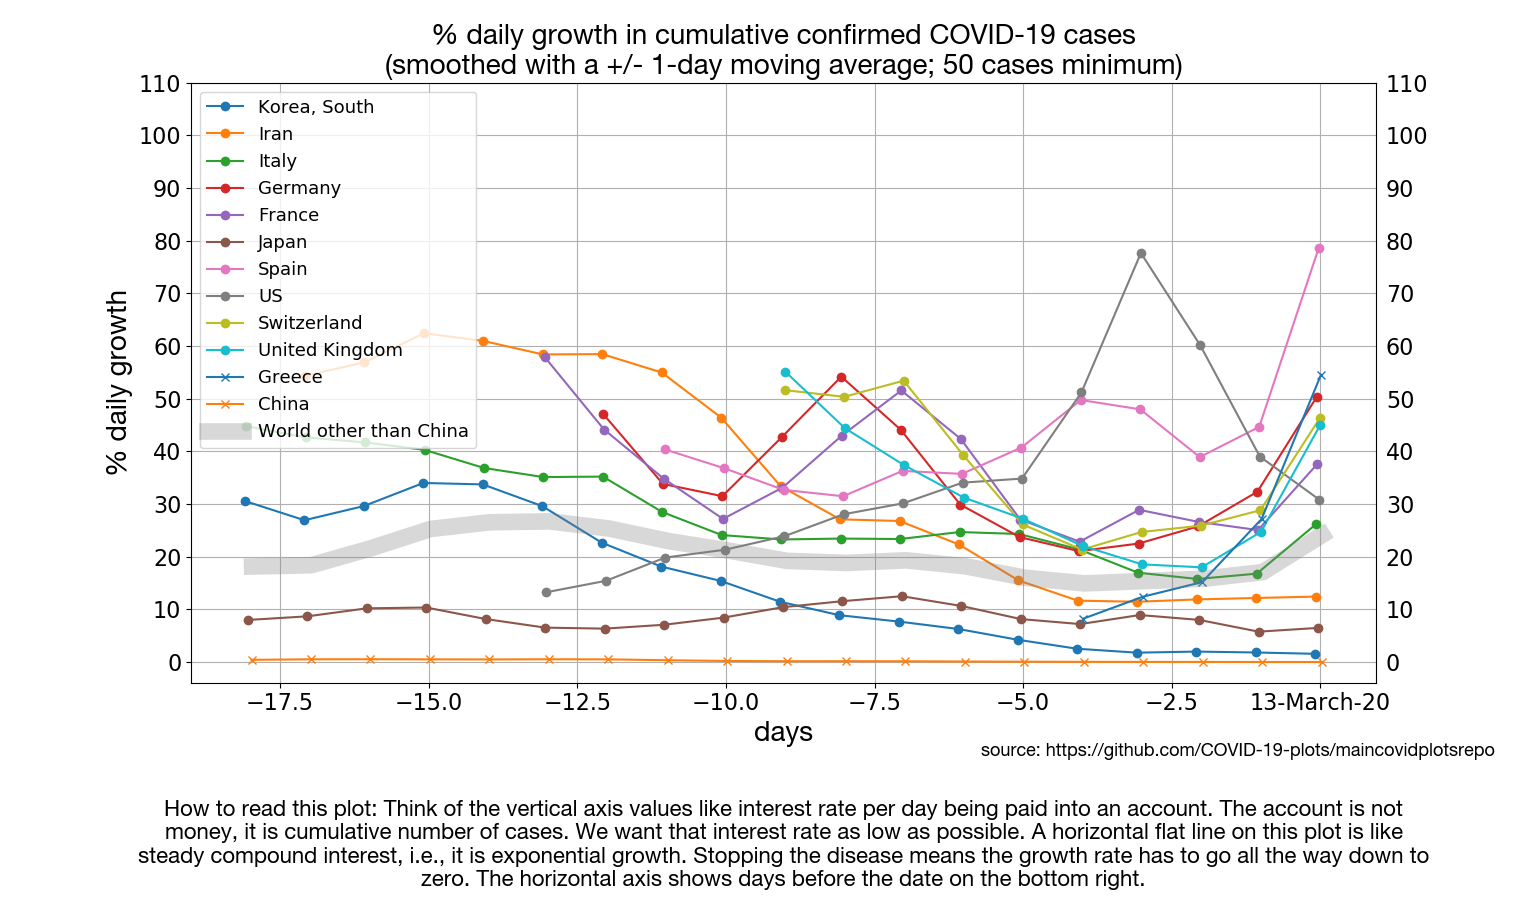 % daily growth in cumulative confirmed COVID-19 cases
(smoothed with a +/- 1-day moving average; 50 cases minimum)
110
100
90
80
70
60
50
40
30
20
10
0
% daily growth
Korea, South
Iran
Italy
Germany
France
Japan
Spain
US
Switzerland
United Kingdom
Greece
China
World other than China
110
100
90
80
70
60
50
40
30
20
10
0
−17.5 −15.0 −12.5 −10.0 −7.5 −5.0 −2.5 13-March-20
days
source: https://github.com/COVID-19-plots/maincovidplotsrepo
How to read this plot: Think of the vertical axis values like interest rate per day being paid into an account. The account is not
money, it is cumulative number of cases. We want that interest rate as low as possible. A horizontal flat line on this plot is like
steady compound interest, i.e., it is exponential growth. Stopping the disease means the growth rate has to go all the way down to
zero. The horizontal axis shows days before the date on the bottom right.